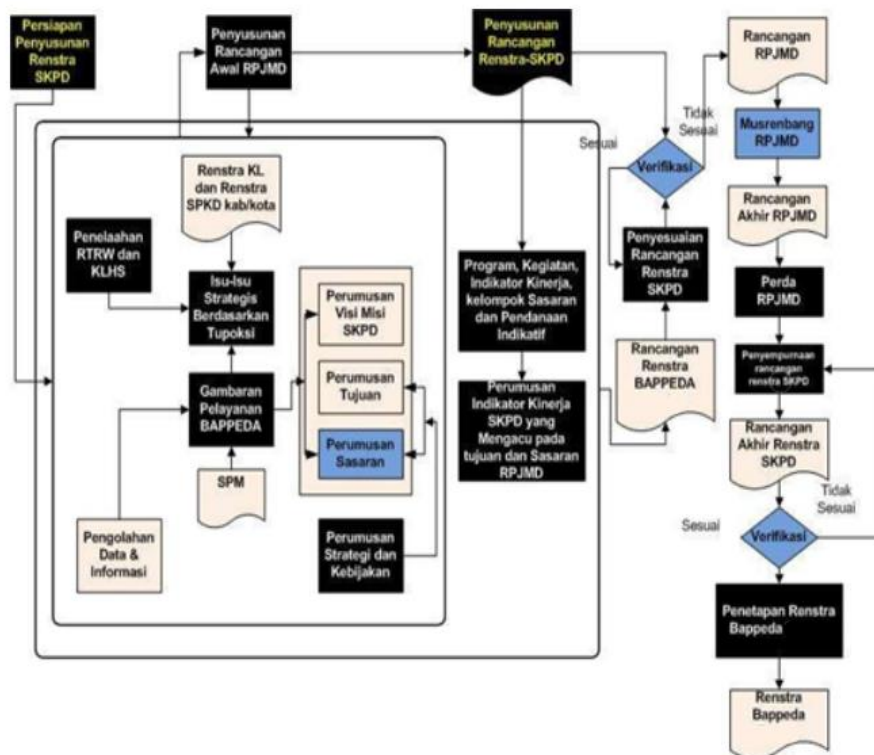 Persiapan
Penyusunan
Renstra
SKPD
Penyusunan
Rancangan
Awal RPJMD
Penyusunan
Rancangan
Renstra-SKPD
Rancangan
RPJMD
Tidak
Sesuai
Sesuai
Verifikasi
Musrenbang
RPJMD
Renstra KL
dan Renstra
SPKD kab/kota
Rancangan
Akhir RPJMD
Penelaahan
RTRW dan
KLHS
Isu-Isu
Strategis
Berdasarkan
Tupoksi
Perumusan
Visi Misi
SKPD
Program, Kegiatan,
Indikator Kinerja,
kelompok Sasaran
dan Pendanaan
Indikatif
Penyesuaian
Rancangan
Renstra
SKPD
Perda
RPJMD
Rancangan
Renstra
BAPPEDA
Penyempurnaan
rancangan
renstra SKPD
Gambaran
Pelayanan
BAPPEDA
Perumusan
Tujuan
Perumusan
Sasaran
Perumusan
Indikator Kinerja
SKPD yang
Mengacu pada
tujuan dan Sasaran
RPJMD
Rancangan
Akhir Renstra
SKPD
SPM
Tidak
Sesuai
Sesuai
Verifikasi
Pengolahan
Data &
Informasi
Perumusan
Strategi dan
Kebijakan
Penetapan Renstra
Bappeda
Renstra
Bappeda